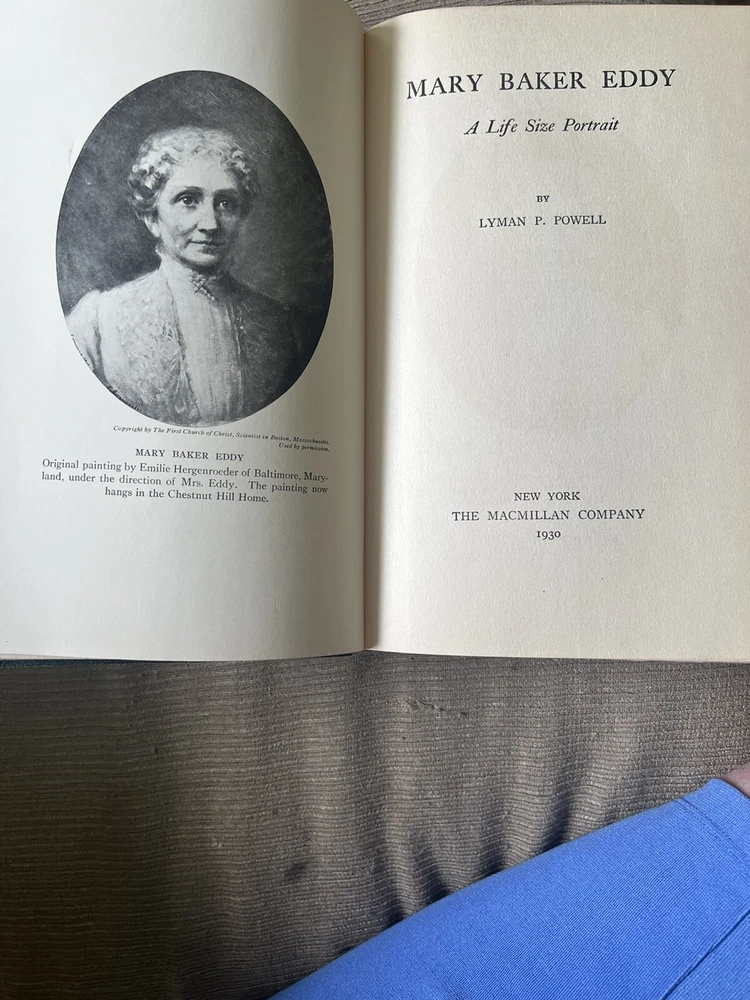 Copyright by The First Church of Christ, Scientist in Boston, Massachusetts.
Used by permission.
MARY BAKER EDDY
Original painting by Emilie Hergenroeder of Baltimore, Mary-
land, under the direction of Mrs. Eddy. The painting now
hangs in the Chestnut Hill Home.
MARY BAKER EDDY
A Life Size Portrait
BY
LYMAN P. POWELL
NEW YORK
THE MACMILLAN COMPANY
1930